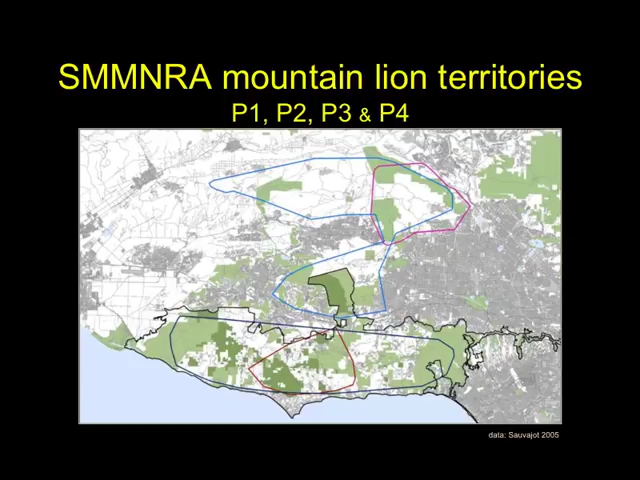 SMMNRA mountain lion territories
P1, P2, P3 & P4
data: Sauvajot 2005